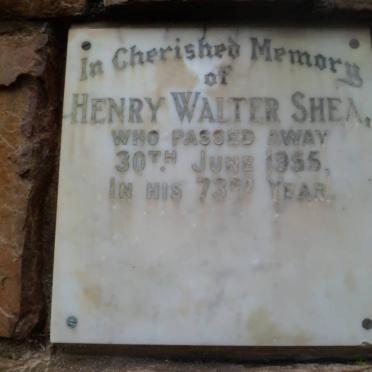 In Cherished Memory
of
HENRY WALTER SHEA,
WHO PASSED AWAY
30TH JUNE 1955,
IN HIS 73RD YEAR.